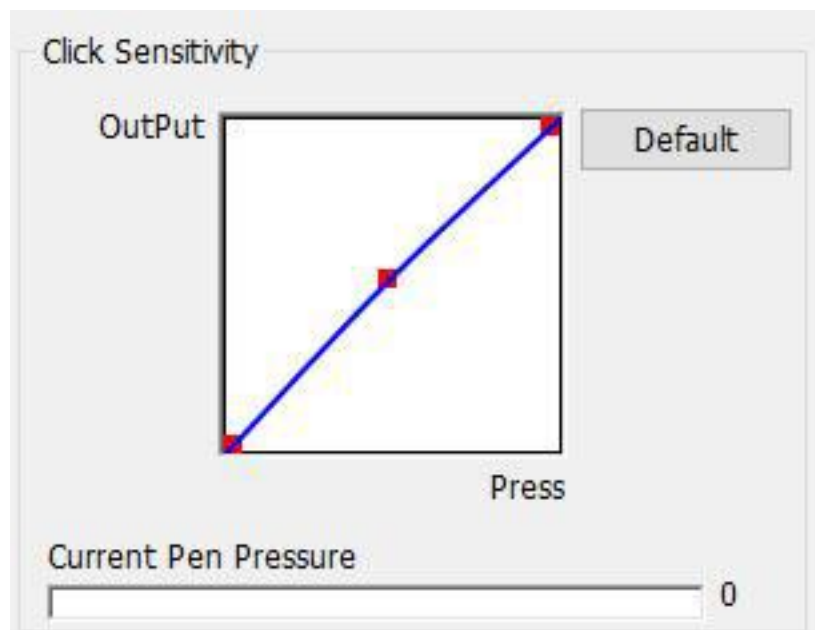 Click Sensitivity
OutPut
Default
Press
Current Pen Pressure
0